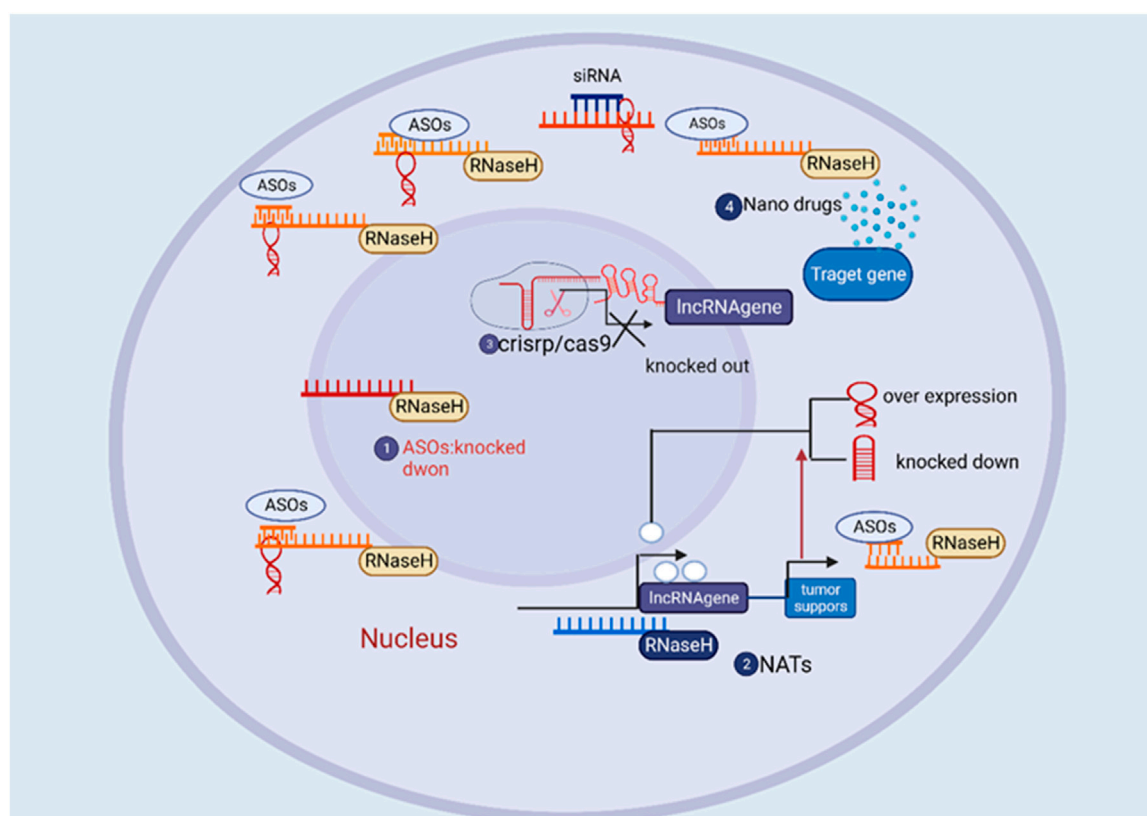 siRNA
ASOs
RNaseH
ASOs
RNaseH
ASOs
RNaseH
4 Nano drugs
Traget gene
lncRNAgene
3 crisrp/cas9
knocked out
RNaseH
1 ASOs:knocked
dwon
over expression
knocked down
ASOs
RNaseH
ASOs
RNaseH
lncRNAgene
tumor
suppors
RNaseH
Nucleus
2 NATs